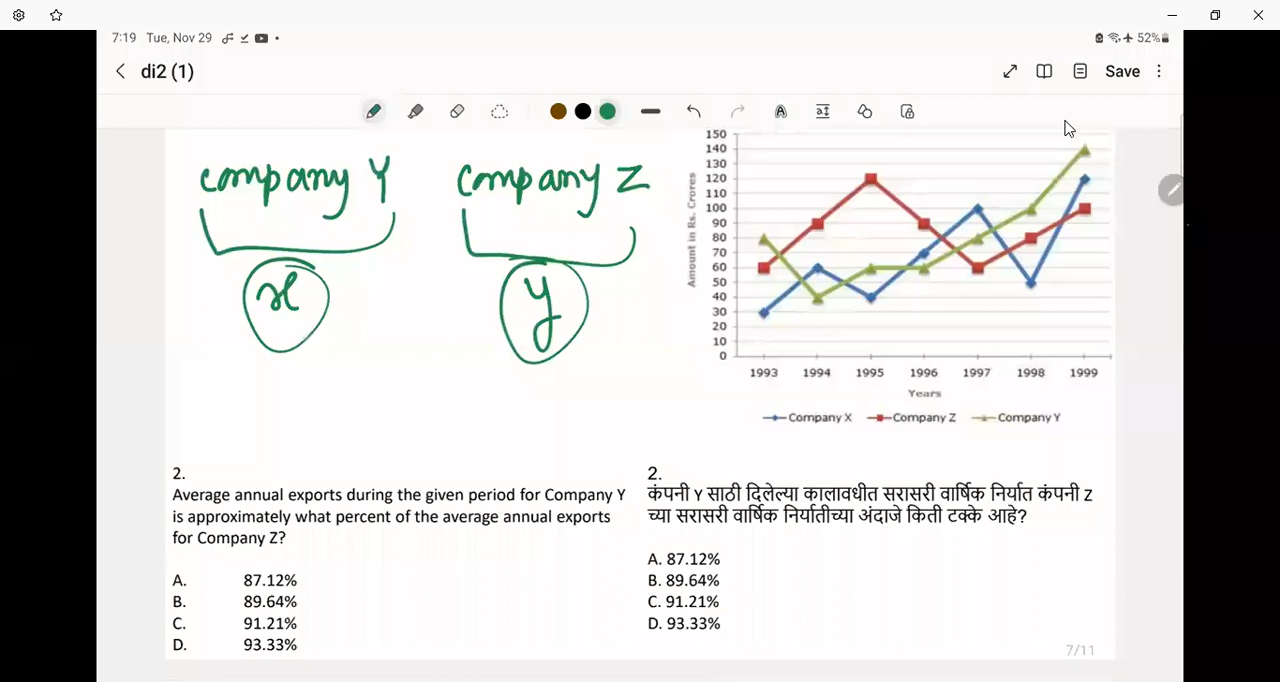 7:19 Tue, Nov 29
52%
di2 (1)
Save
company Y
company Z
x
y
Amount in Rs. Crores
150
140
130
120
110
100
90
80
70
60
50
40
30
20
10
0
1993 1994 1995 1996 1997 1998 1999
Years
Company X Company Z Company Y
2.
Average annual exports during the given period for Company Y
is approximately what percent of the average annual exports
for Company Z?
A. 87.12%
B. 89.64%
C. 91.21%
D. 93.33%
2.
कंपनी Y साठी दिलेल्या कालावधीत सरासरी वार्षिक निर्यात कंपनी Z
च्या सरासरी वार्षिक निर्यातीच्या अंदाजे किती टक्के आहे?
A. 87.12%
B. 89.64%
C. 91.21%
D. 93.33%
7/11